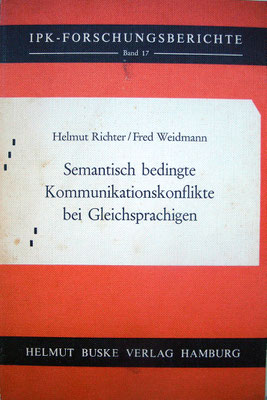 IPK-FORSCHUNGSBERICHTE
Band 17
Helmut Richter/Fred Weidmann
Semantisch bedingte
Kommunikationskonflikte
bei Gleichsprachigen
HELMUT BUSKE VERLAG HAMBURG